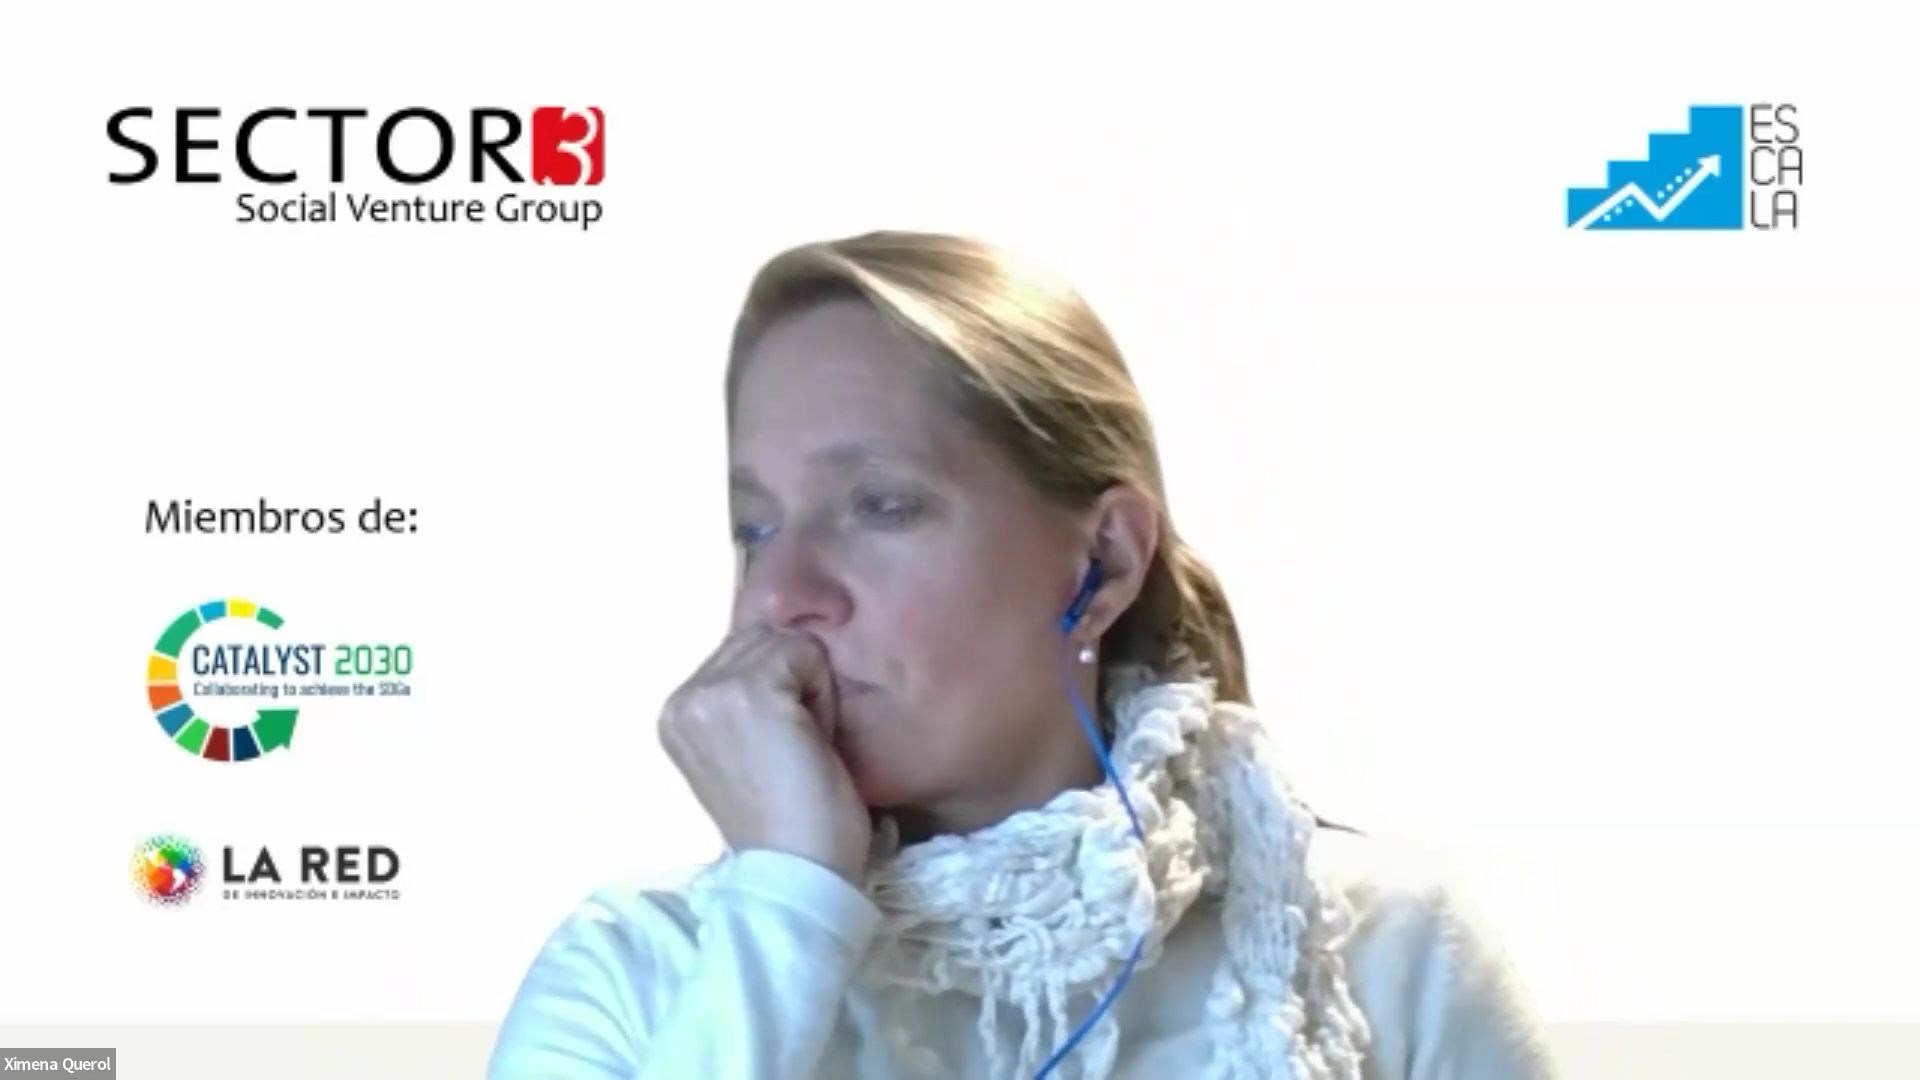 SECTOR3
Social Venture Group
ES
CA
LA
Miembros de:
CATALYST 2030
Collaborating to achieve the SDGs
LA RED
DE INNOVACIÓN E IMPACTO
Ximena Querol